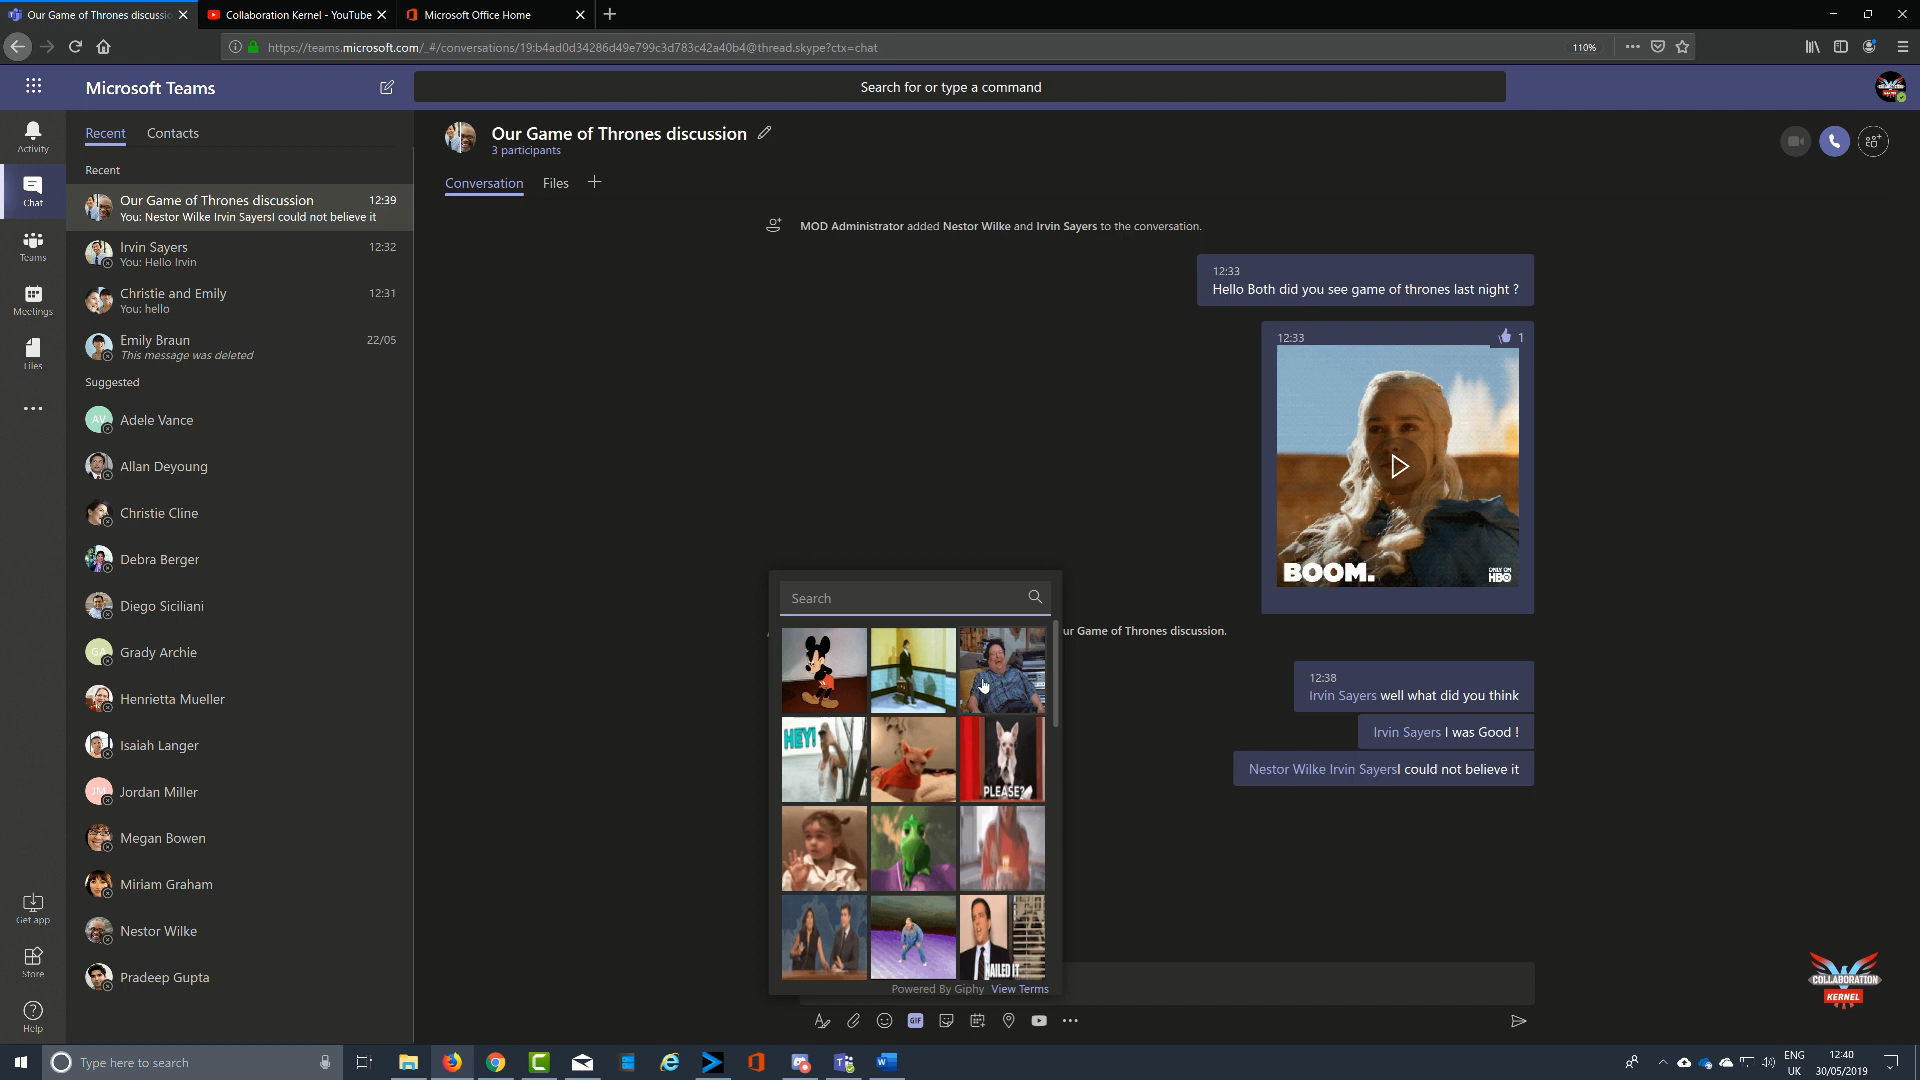 Our Game of Thrones discussio
Collaboration Kernel - YouTube
Microsoft Office Home
https://teams.microsoft.com/_#/conversations/19:b4ad0d34286d49e799c3d783c42a40b4@thread.skype?ctx=chat
110%
Microsoft Teams
Search for or type a command
Activity
Chat
Teams
Meetings
Files
Get app
Store
Help
Recent
Contacts
Recent
Our Game of Thrones discussion
12:39
You: Nestor Wilke Irvin SayersI could not believe it
Irvin Sayers
12:32
You: Hello Irvin
Christie and Emily
12:31
You: hello
Emily Braun
22/05
This message was deleted
Suggested
AV
Adele Vance
Allan Deyoung
Christie Cline
Debra Berger
Diego Siciliani
GA
Grady Archie
Henrietta Mueller
Isaiah Langer
JM
Jordan Miller
Megan Bowen
Miriam Graham
Nestor Wilke
Pradeep Gupta
Our Game of Thrones discussion
3 participants
Conversation
Files
MOD Administrator added Nestor Wilke and Irvin Sayers to the conversation.
12:33
Hello Both did you see game of thrones last night ?
12:33
1
BOOM.
ONLY ON
HBO
ur Game of Thrones discussion.
12:38
Irvin Sayers well what did you think
Irvin Sayers I was Good !
Nestor Wilke Irvin SayersI could not believe it
Search
HEY!
PLEASE?
NAILED IT
Powered By Giphy View Terms
GIF
COLLABORATION
KERNEL
Type here to search
ENG
UK
12:40
30/05/2019